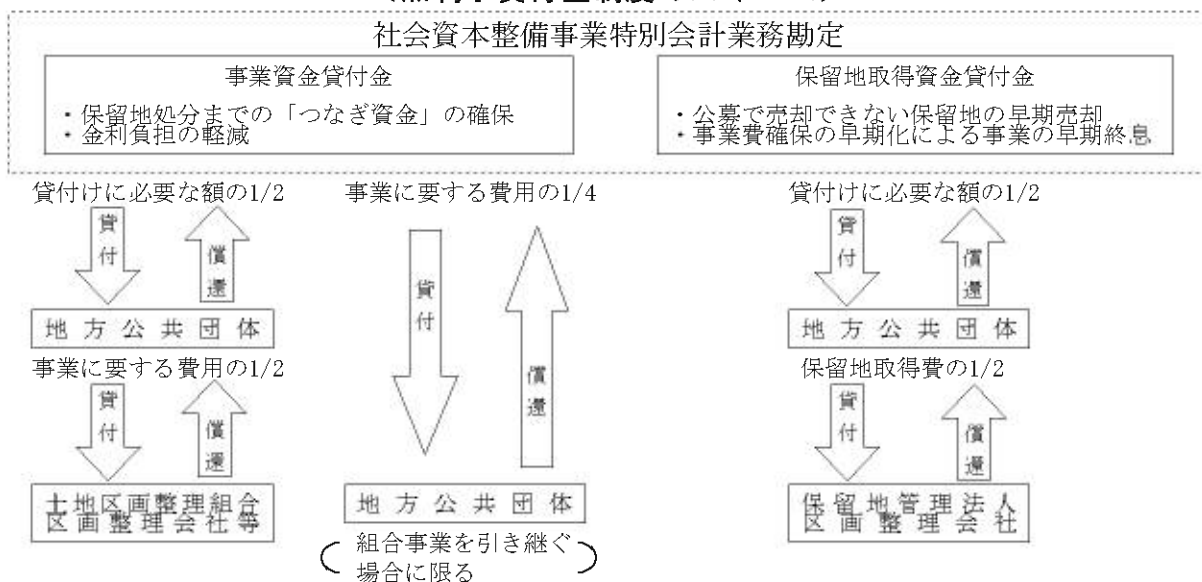 社会資本整備事業特別会計業務勘定
事業資金貸付金
・保留地処分までの「つなぎ資金」の確保
・金利負担の軽減
保留地取得資金貸付金
・公募で売却できない保留地の早期売却
・事業費確保の早期化による事業の早期終息
貸付けに必要な額の1/2
貸付
償還
地方公共団体
事業に要する費用の1/2
貸付
償還
土地区画整理組合
区画整理会社等
事業に要する費用の1/4
貸付
償還
地方公共団体
組合事業を引き継ぐ
場合に限る
貸付けに必要な額の1/2
貸付
償還
地方公共団体
保留地取得費の1/2
貸付
償還
保留地管理法人
区画整理会社